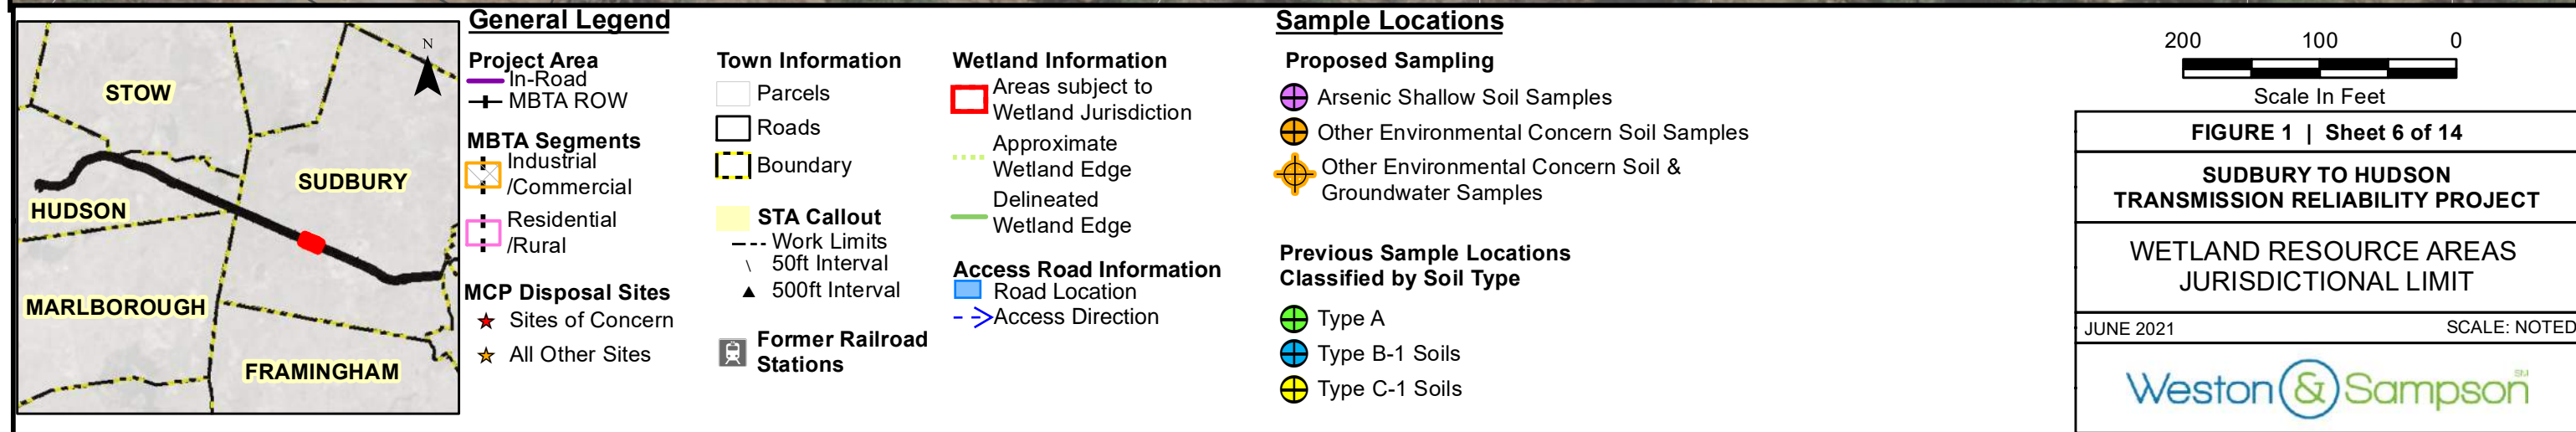 N
STOW
SUDBURY
HUDSON
MARLBOROUGH
FRAMINGHAM
General Legend
Project Area
In-Road
MBTA ROW
MBTA Segments
Industrial
/Commercial
Residential
/Rural
MCP Disposal Sites
Sites of Concern
All Other Sites
Town Information
Parcels
Roads
Boundary
STA Callout
Work Limits
50ft Interval
500ft Interval
Former Railroad
Stations
Wetland Information
Areas subject to
Wetland Jurisdiction
Approximate
Wetland Edge
Delineated
Wetland Edge
Access Road Information
Road Location
Access Direction
Sample Locations
Proposed Sampling
Arsenic Shallow Soil Samples
Other Environmental Concern Soil Samples
Other Environmental Concern Soil &
Groundwater Samples
Previous Sample Locations
Classified by Soil Type
Type A
Type B-1 Soils
Type C-1 Soils
200 100 0
Scale In Feet
FIGURE 1 | Sheet 6 of 14
SUDBURY TO HUDSON
TRANSMISSION RELIABILITY PROJECT
WETLAND RESOURCE AREAS
JURISDICTIONAL LIMIT
JUNE 2021 SCALE: NOTED
Weston & Sampson SM